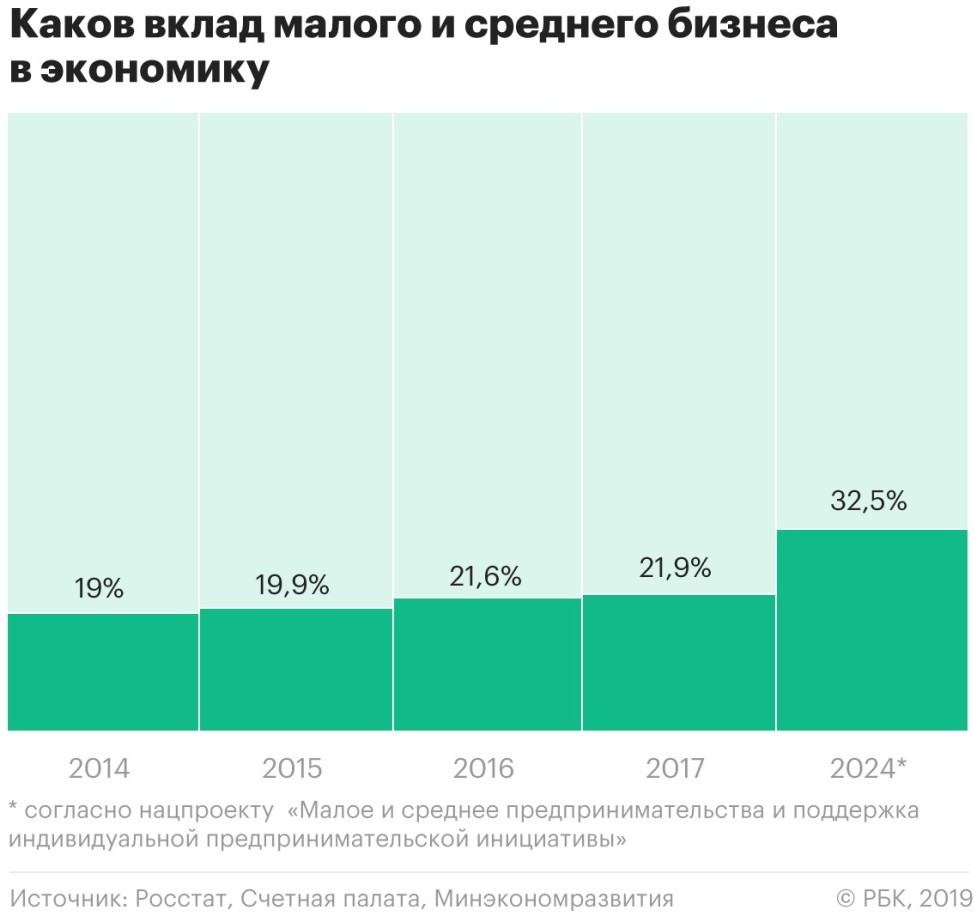 Каков вклад малого и среднего бизнеса
в экономику
19%
19,9%
21,6%
21,9%
32,5%
2014
2015
2016
2017
2024*
* согласно нацпроекту «Малое и среднее предпринимательства и поддержка
индивидуальной предпринимательской инициативы»
Источник: Росстат, Счетная палата, Минэкономразвития
© РБК, 2019